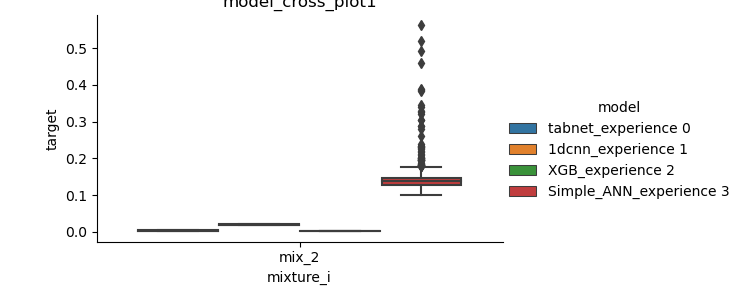 model_cross_plot1
0.5
0.4
0.3
0.2
0.1
0.0
target
mix_2
mixture_i
model
tabnet_experience 0
1dcnn_experience 1
XGB_experience 2
Simple_ANN_experience 3